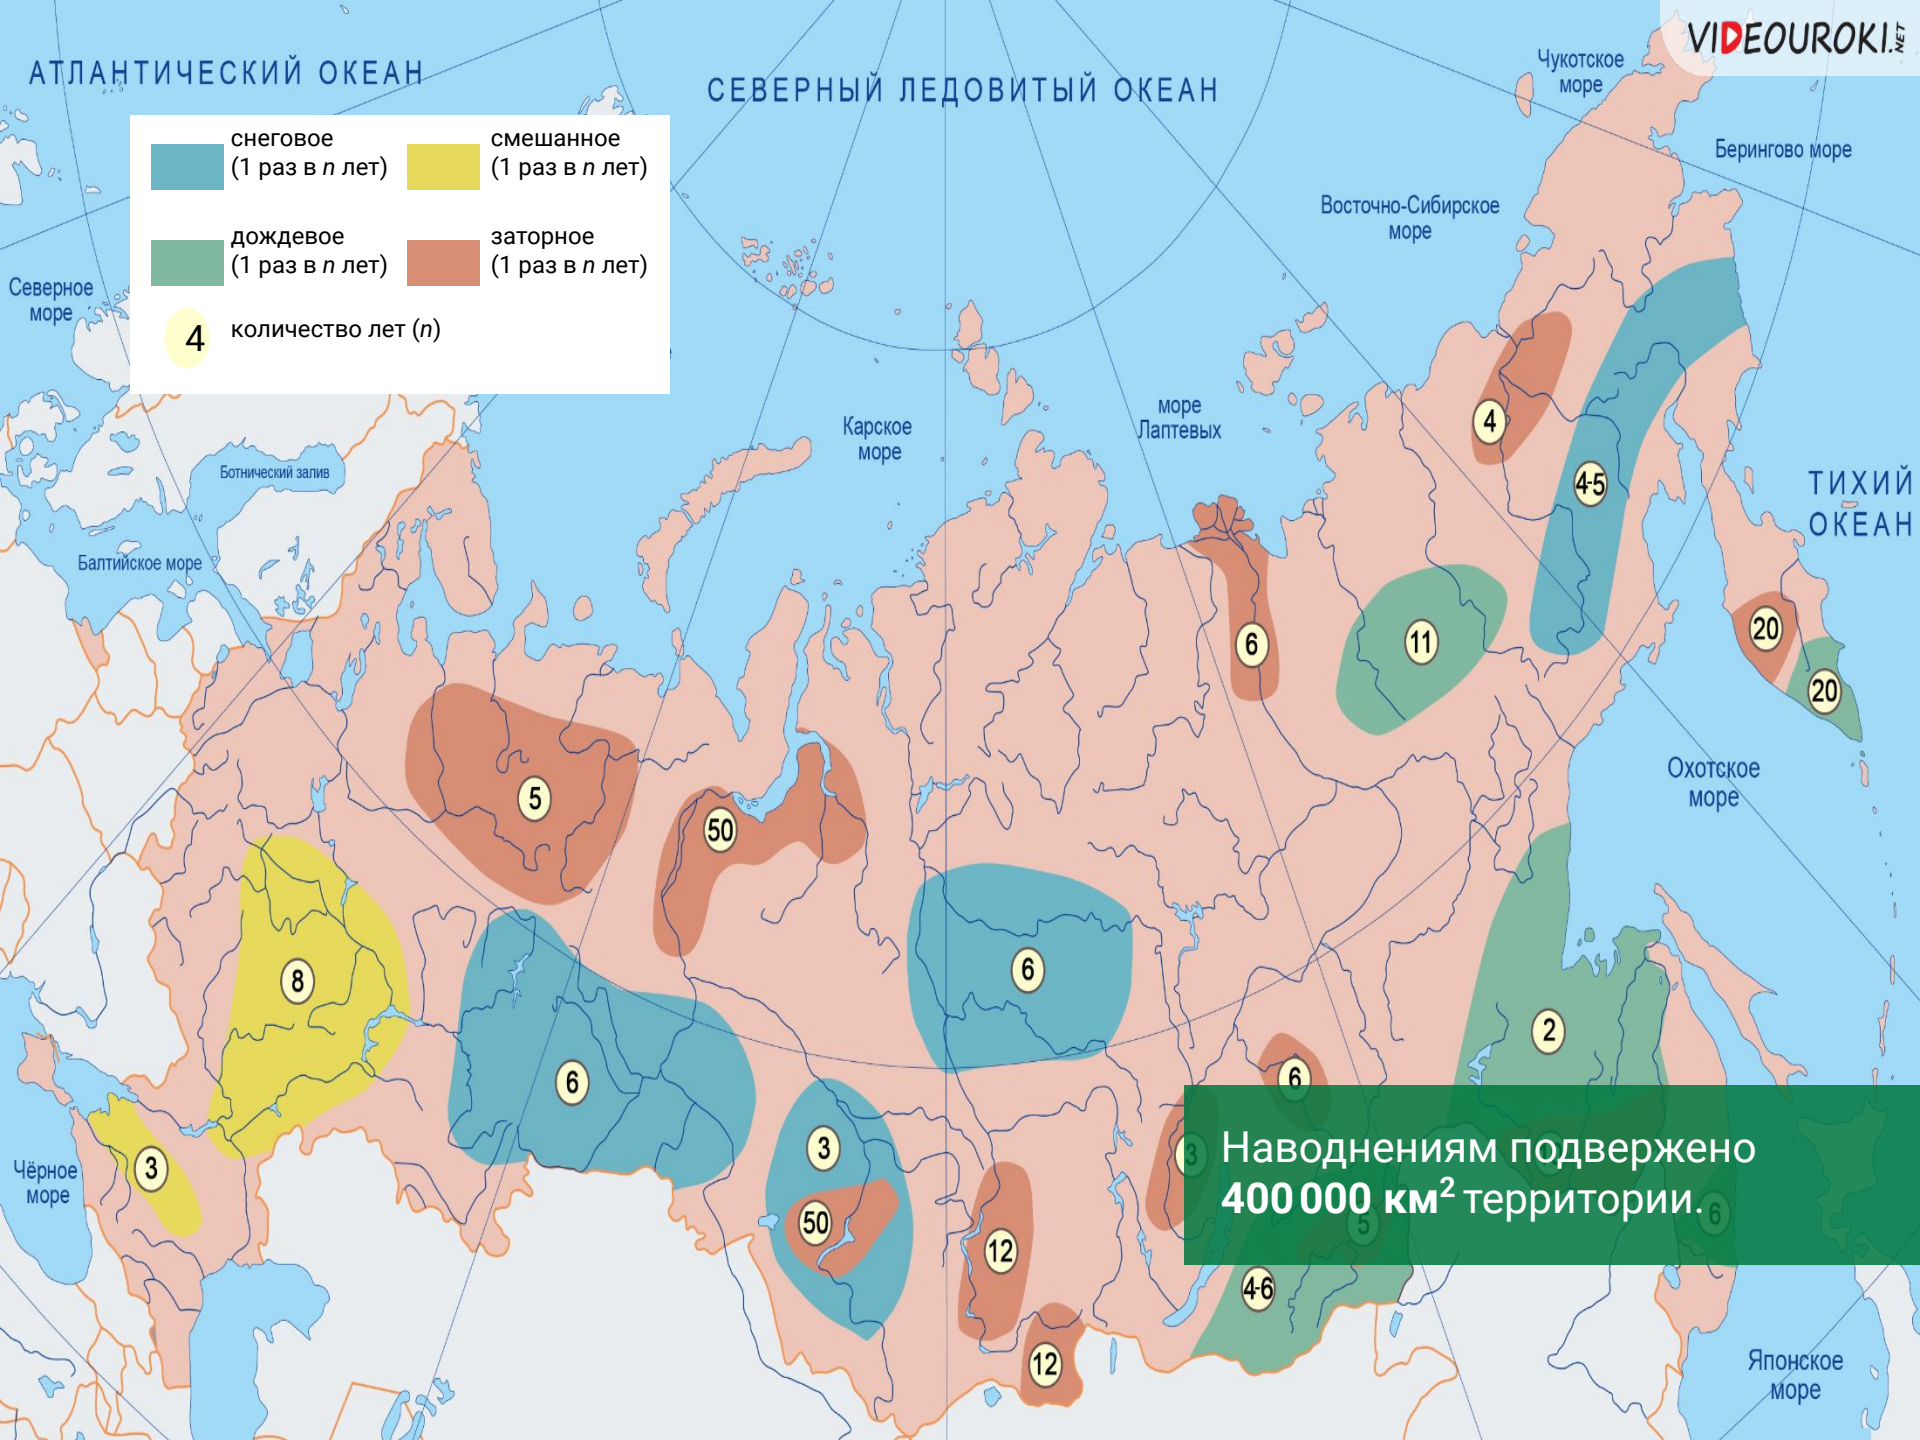 VIDEOUROKI.NET
АТЛАНТИЧЕСКИЙ ОКЕАН
СЕВЕРНЫЙ ЛЕДОВИТЫЙ ОКЕАН
Чукотское
море
Берингово море
снеговое
(1 раз в n лет)
смешанное
(1 раз в n лет)
дождевое
(1 раз в n лет)
заторное
(1 раз в n лет)
4
количество лет (n)
Восточно-Сибирское
море
Северное
море
море
Лаптевых
Карское
море
Ботнический залив
Балтийское море
ТИХИЙ
ОКЕАН
4
4-5
20
11
6
20
Охотское
море
5
50
8
6
2
6
6
3
3
3
50
12
4-6
12
5
6
Наводнениям подвержено
400 000 км² территории.
Чёрное
море
Японское
море